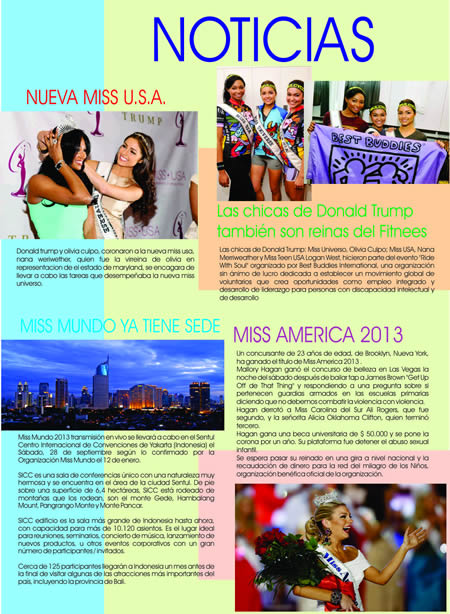 NOTICIAS
NUEVA MISS U.S.A.
TRUMP
MISS USA
UNIVERSE
BEST BUDDIES
Las chicas de Donald Trump
también son reinas del Fitnees
Donald trump y olivia culpo, coronaron a la nueva miss usa,
nana weriwether, quien fue la virreina de olivia en
representacion de el estado de maryland, se encagara de
llevar a cabo las tareas que desempeñaba la nueva miss
universo.
Las chicas de Donald Trump: Miss Universo, Olivia Culpo; Miss USA, Nana
Merriweathery Miss Teen USA Logan West, hicieron parte del evento "Ride
With Soul" organizado por Best Buddies International, una organización
sin ánimo de lucro dedicada a establecer un movimiento global de
voluntarios que crea oportunidades como empleo integrado y
desarrollo de liderazgo para personas con discapacidad intelectual y
de desarrollo
MISS MUNDO YA TIENE SEDE
Miss Mundo 2013 transmisión en vivo se llevará a cabo en el Sentul
Centro Internacional de Convenciones de Yakarta (Indonesia) el
Sábado, 28 de septiembre según lo confirmado por la
Organización Miss Mundo el 12 de enero.
SICC es una sala de conferencias único con una naturaleza muy
hermosa y se encuentra en el área de la ciudad Sentul. De pie
sobre una superficie de 6,4 hectáreas, SICC está rodeado de
montañas que los rodean, son el monte Gede, Hambalang
Mount, Pangrango Monte y Monte Pancar.
SICC edificio es la sala más grande de Indonesia hasta ahora,
con capacidad para más de 10.120 asientos. Es el lugar ideal
para reuniones, seminarios, concierto de música, lanzamiento de
nuevos productos, u otros eventos corporativos con un gran
número de participantes / invitados.
Cerca de 125 participantes llegarán a Indonesia un mes antes de
la final de visitar algunas de las atracciones más importantes del
país, incluyendo la provincia de Bali.
MISS AMERICA 2013
Un concursante de 23 años de edad, de Brooklyn, Nueva York,
ha ganado el título de Miss America 2013 .
Mallory Hagan ganó el concurso de belleza en Las Vegas la
noche del sábado después de bailar tap a James Brown "Get Up
Off de That Thing" y respondiendo a una pregunta sobre si
pertenecen guardias armados en las escuelas primarias
diciendo que no debemos combatir la violencia con violencia.
Hagan derrotó a Miss Carolina del Sur Ali Rogers, que fue
segundo, y la señorita Alicia Oklahoma Clifton, quien terminó
tercero.
Hagan gana una beca universitaria de $ 50.000 y se pone la
corona por un año. Su plataforma fue detener el abuso sexual
infantil.
Se espera pasar su reinado en una gira a nivel nacional y la
recaudación de dinero para la red del milagro de los Niños,
organización benéfica oficial de la organización.
Miss